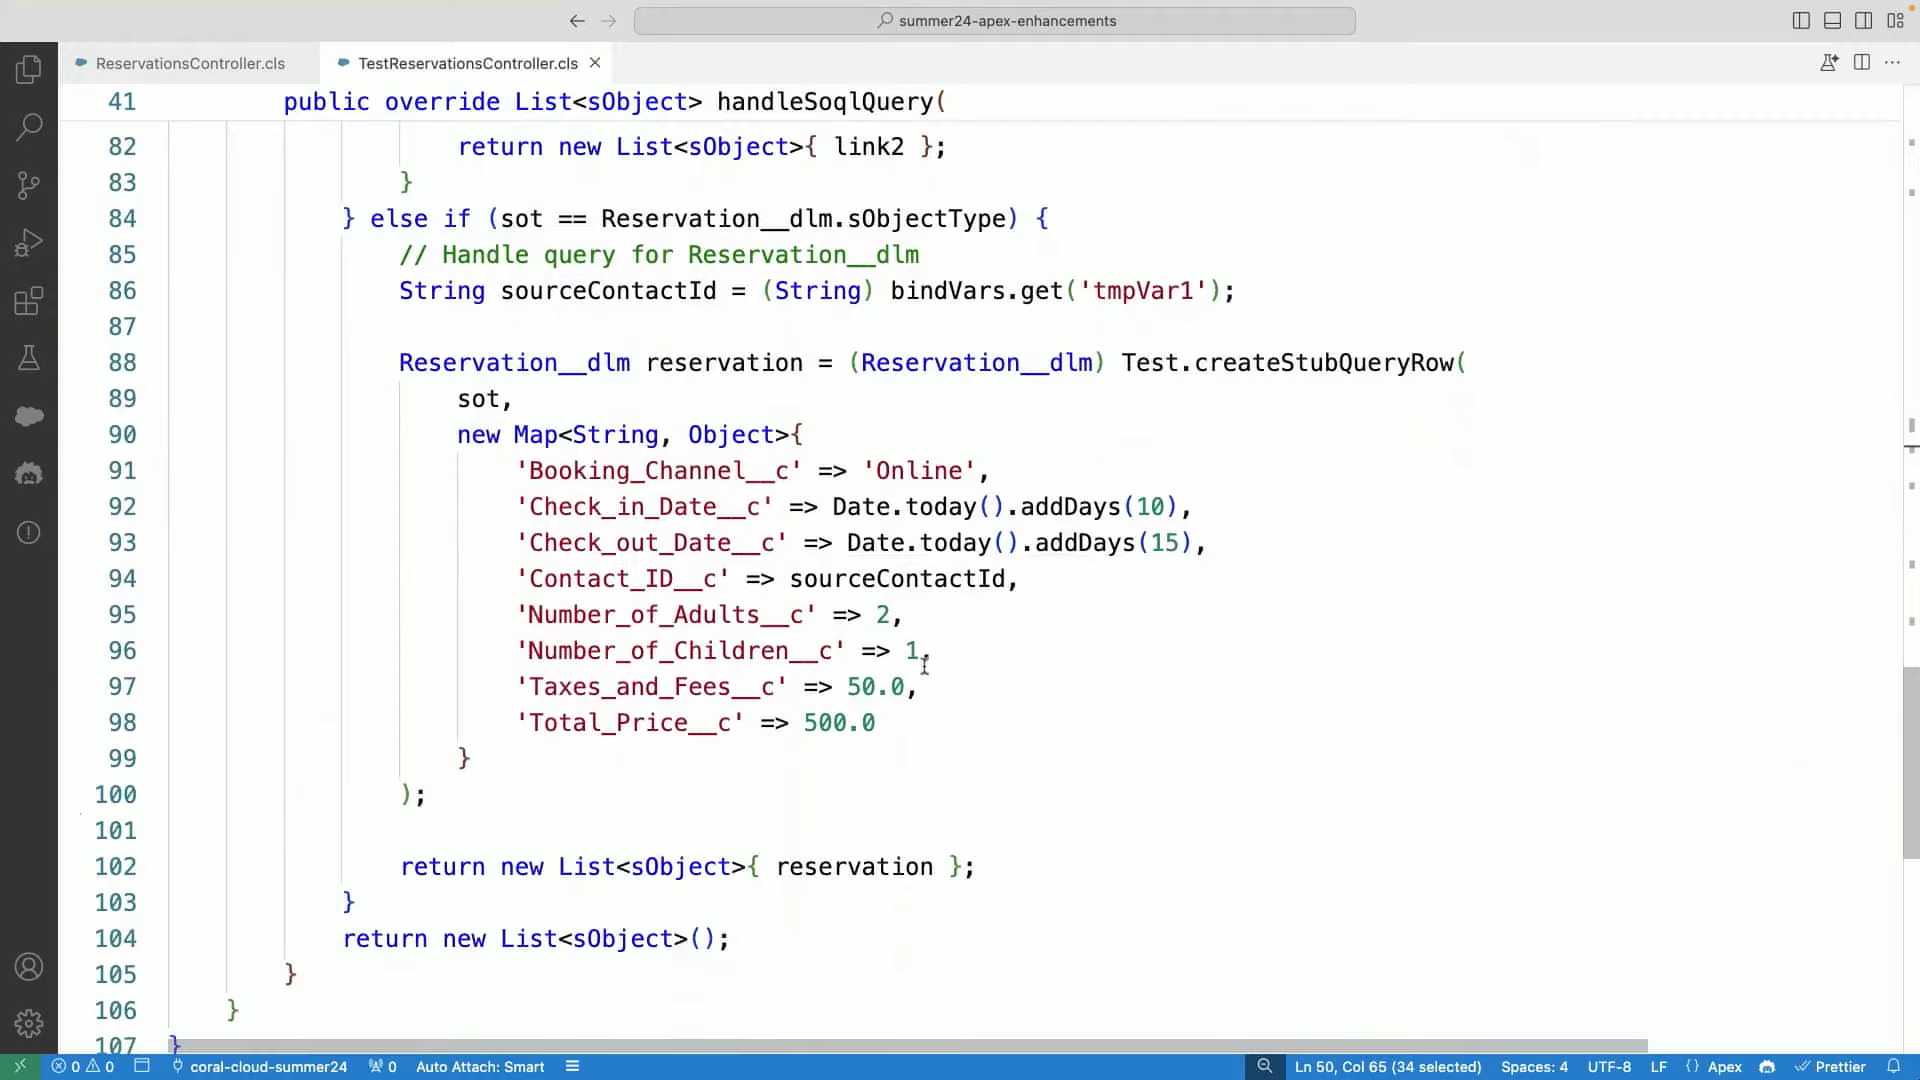 summer24-apex-enhancements
ReservationsController.cls
TestReservationsController.cls
41 public override List<sObject> handleSoqlQuery(
82 return new List<sObject>{ link2 };
83 }
84 } else if (sot == Reservation__dlm.sObjectType) {
85 // Handle query for Reservation__dlm
86 String sourceContactId = (String) bindVars.get('tmpVar1');
87
88 Reservation__dlm reservation = (Reservation__dlm) Test.createStubQueryRow(
89 sot,
90 new Map<String, Object>{
91 'Booking_Channel__c' => 'Online',
92 'Check_in_Date__c' => Date.today().addDays(10),
93 'Check_out_Date__c' => Date.today().addDays(15),
94 'Contact_ID__c' => sourceContactId,
95 'Number_of_Adults__c' => 2,
96 'Number_of_Children__c' => 1,
97 'Taxes_and_Fees__c' => 50.0,
98 'Total_Price__c' => 500.0
99 }
100 );
101
102 return new List<sObject>{ reservation };
103 }
104 return new List<sObject>();
105 }
106 }
107 }
0 0 coral-cloud-summer24 0 Auto Attach: Smart Ln 50, Col 65 (34 selected) Spaces: 4 UTF-8 LF {} Apex Prettier